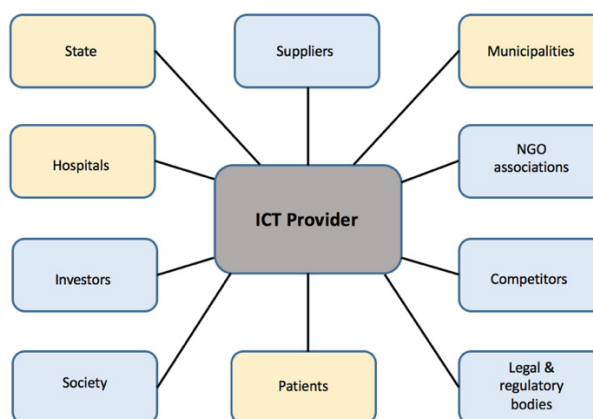 State
Suppliers
Municipalities
Hospitals
NGO
associations
ICT Provider
Investors
Competitors
Society
Patients
Legal &
regulatory
bodies